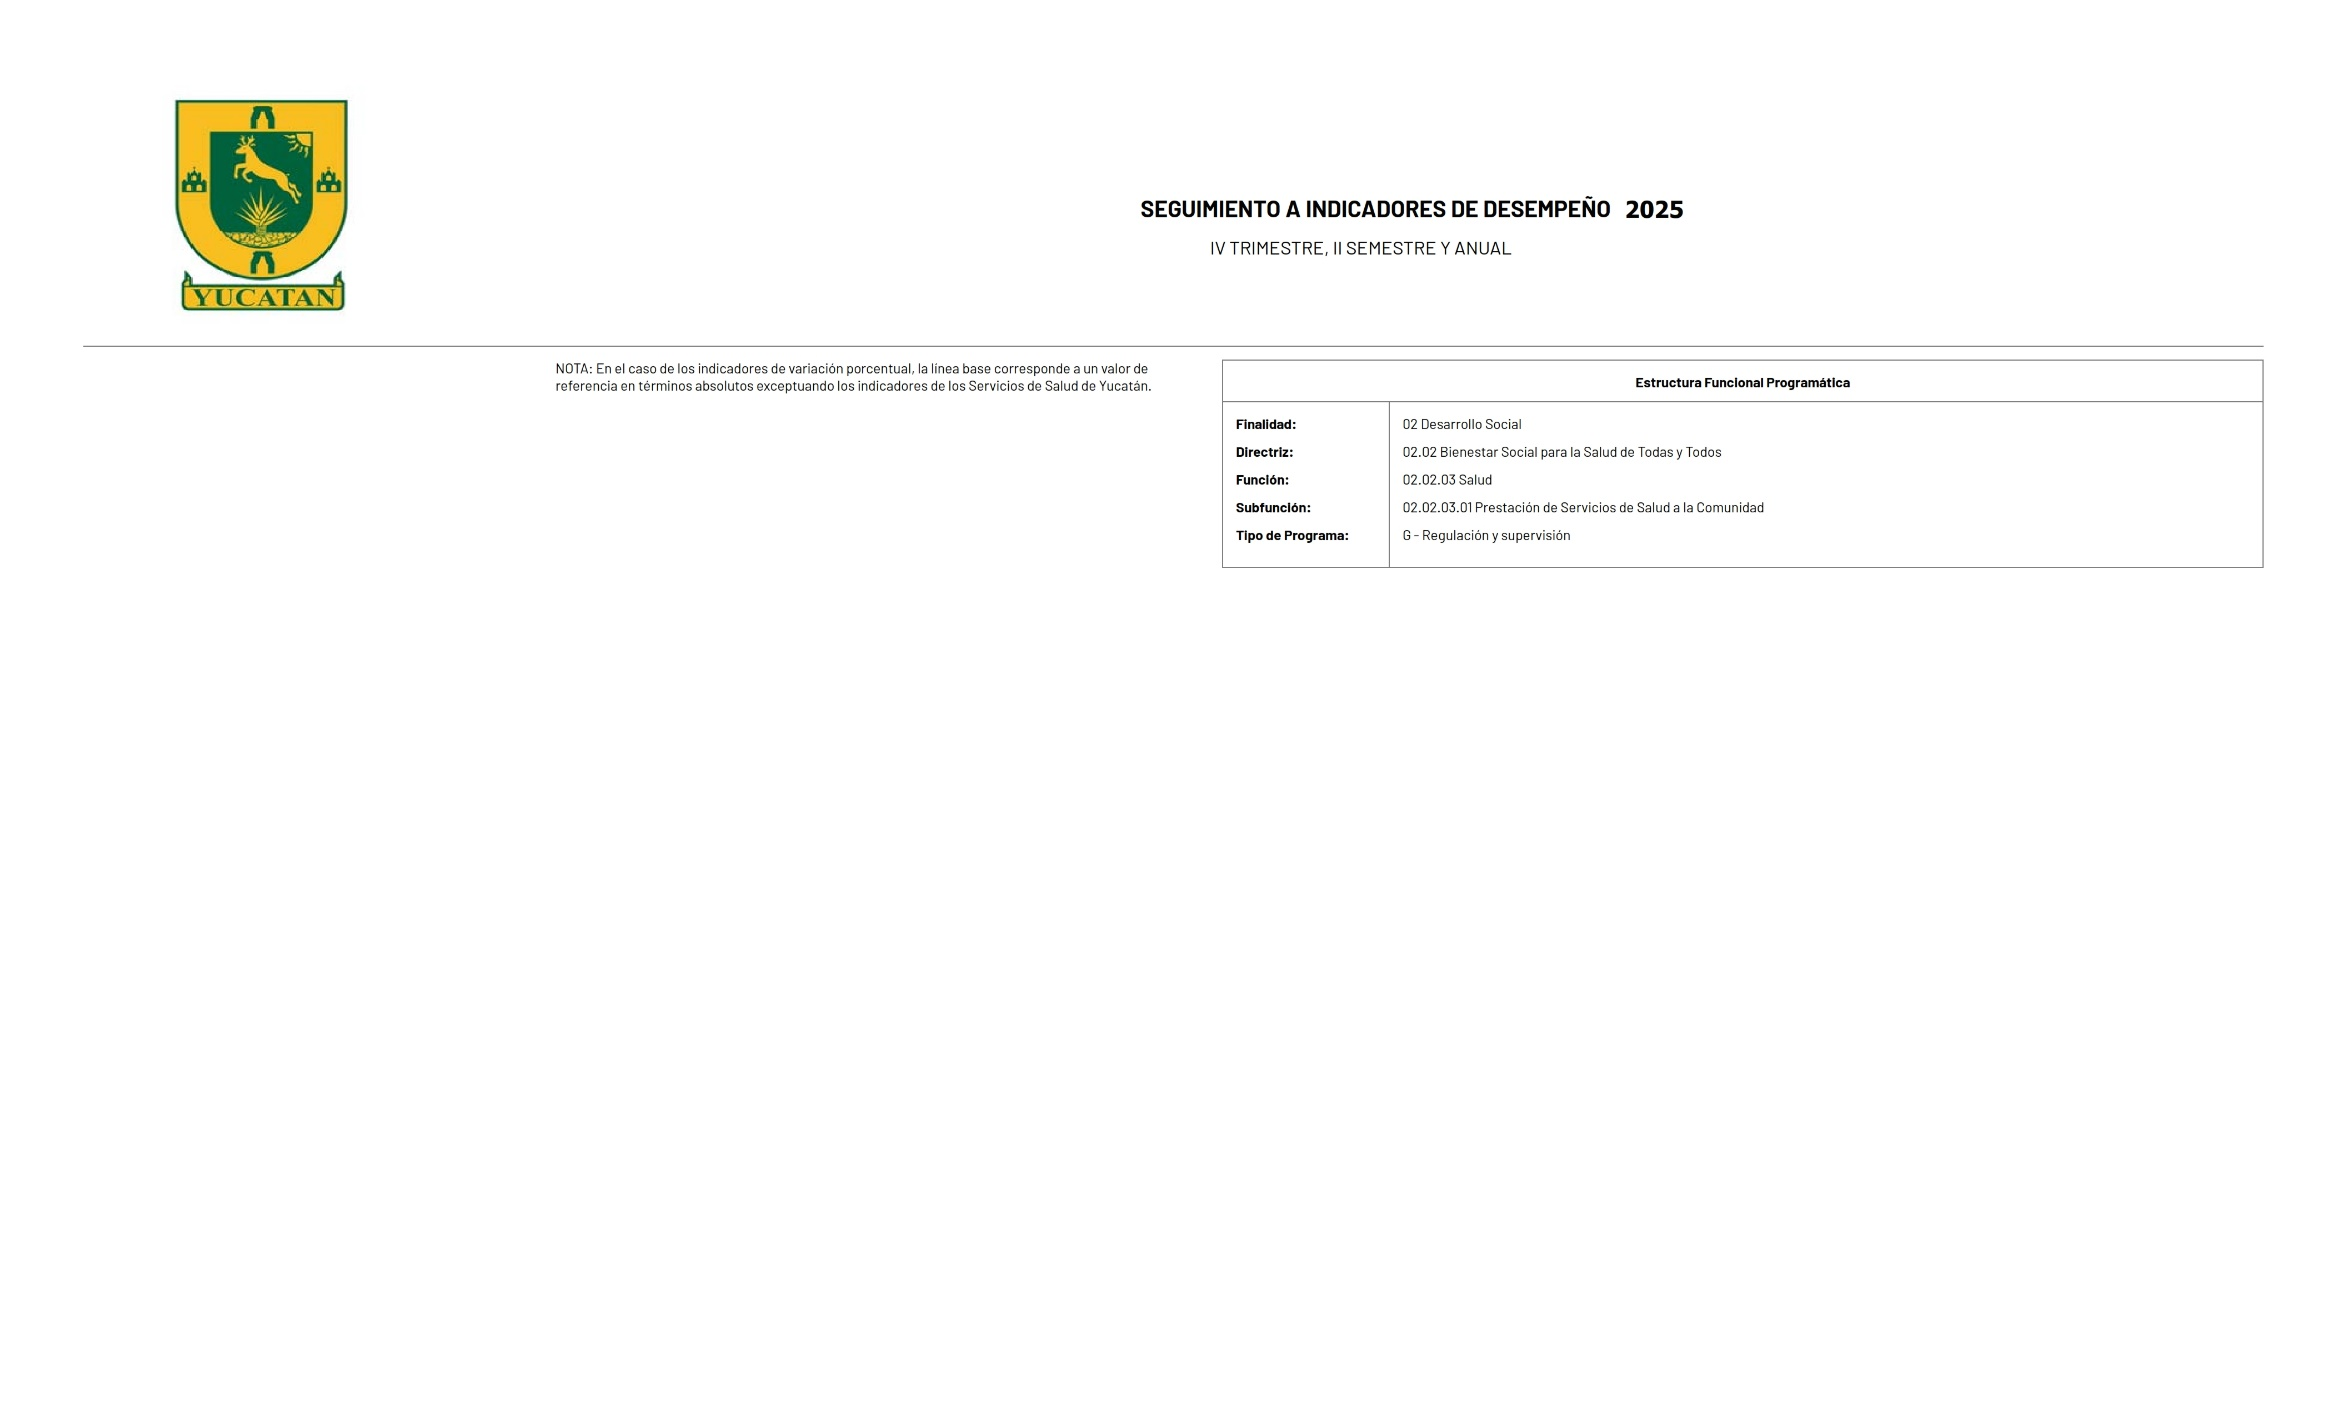 YUCATAN
SEGUIMIENTO A INDICADORES DE DESEMPEÑO 2025
IV TRIMESTRE, II SEMESTRE Y ANUAL
NOTA: En el caso de los indicadores de variación porcentual, la línea base corresponde a un valor de
referencia en términos absolutos exceptuando los indicadores de los Servicios de Salud de Yucatán.
Estructura Funcional Programática
Finalidad: 02 Desarrollo Social
Directriz: 02.02 Bienestar Social para la Salud de Todas y Todos
Función: 02.02.03 Salud
Subfunción: 02.02.03.01 Prestación de Servicios de Salud a la Comunidad
Tipo de Programa: G - Regulación y supervisión